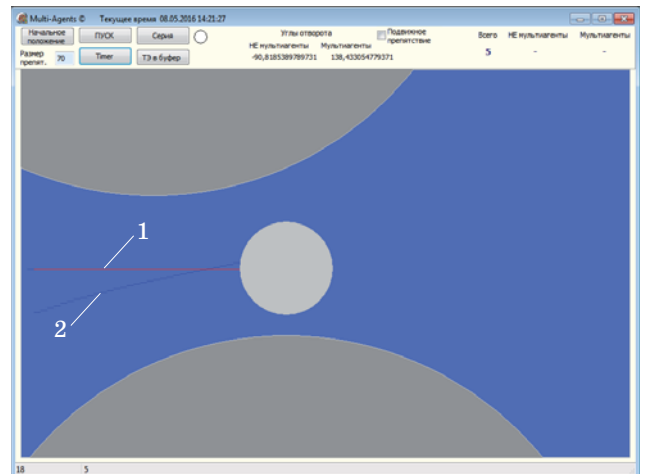 Multi-Agents © Текущее время 08.05.2016 14:21:27
Начальное положение ПУСК Серия Углы отворота Подвижное препятствие Всего НЕ мультиагенты Мультиагенты
НЕ мультиагенты Мультиагенты
Размер препят. 70 Timer ТЭ в буфер -90,8185389789731 138,433054779371 5 - -
1
2
18 5